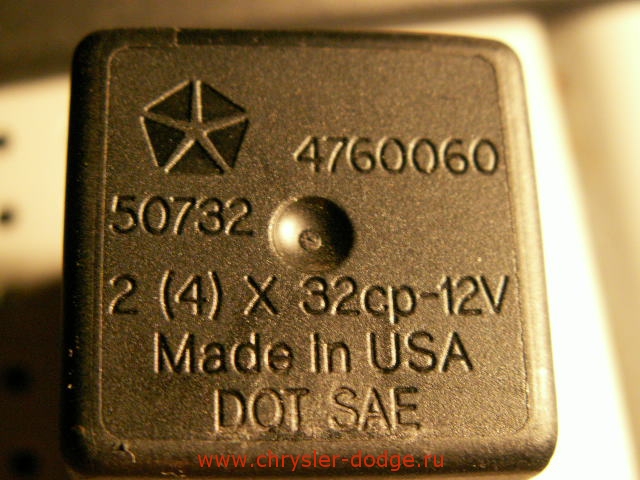 4760060
50732
2 (4) X 32cp-12V
Made In USA
DOT SAE
www.chrysler-dodge.ru